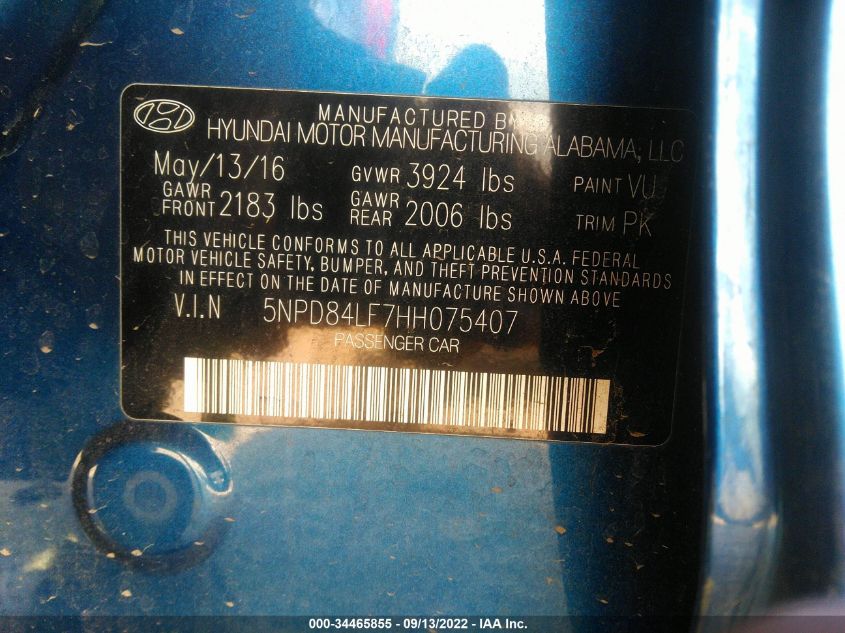 MANUFACTURED BY
HYUNDAI MOTOR MANUFACTURING ALABAMA, LLC
May/13/16 GVWR 3924 lbs PAINT VU
GAWR FRONT 2183 lbs GAWR REAR 2006 lbs TRIM PK
THIS VEHICLE CONFORMS TO ALL APPLICABLE U.S.A. FEDERAL
MOTOR VEHICLE SAFETY, BUMPER, AND THEFT PREVENTION STANDARDS
IN EFFECT ON THE DATE OF MANUFACTURE SHOWN ABOVE
V.I.N 5NPD84LF7HH075407
PASSENGER CAR
000-34465855 - 09/13/2022 - IAA Inc.